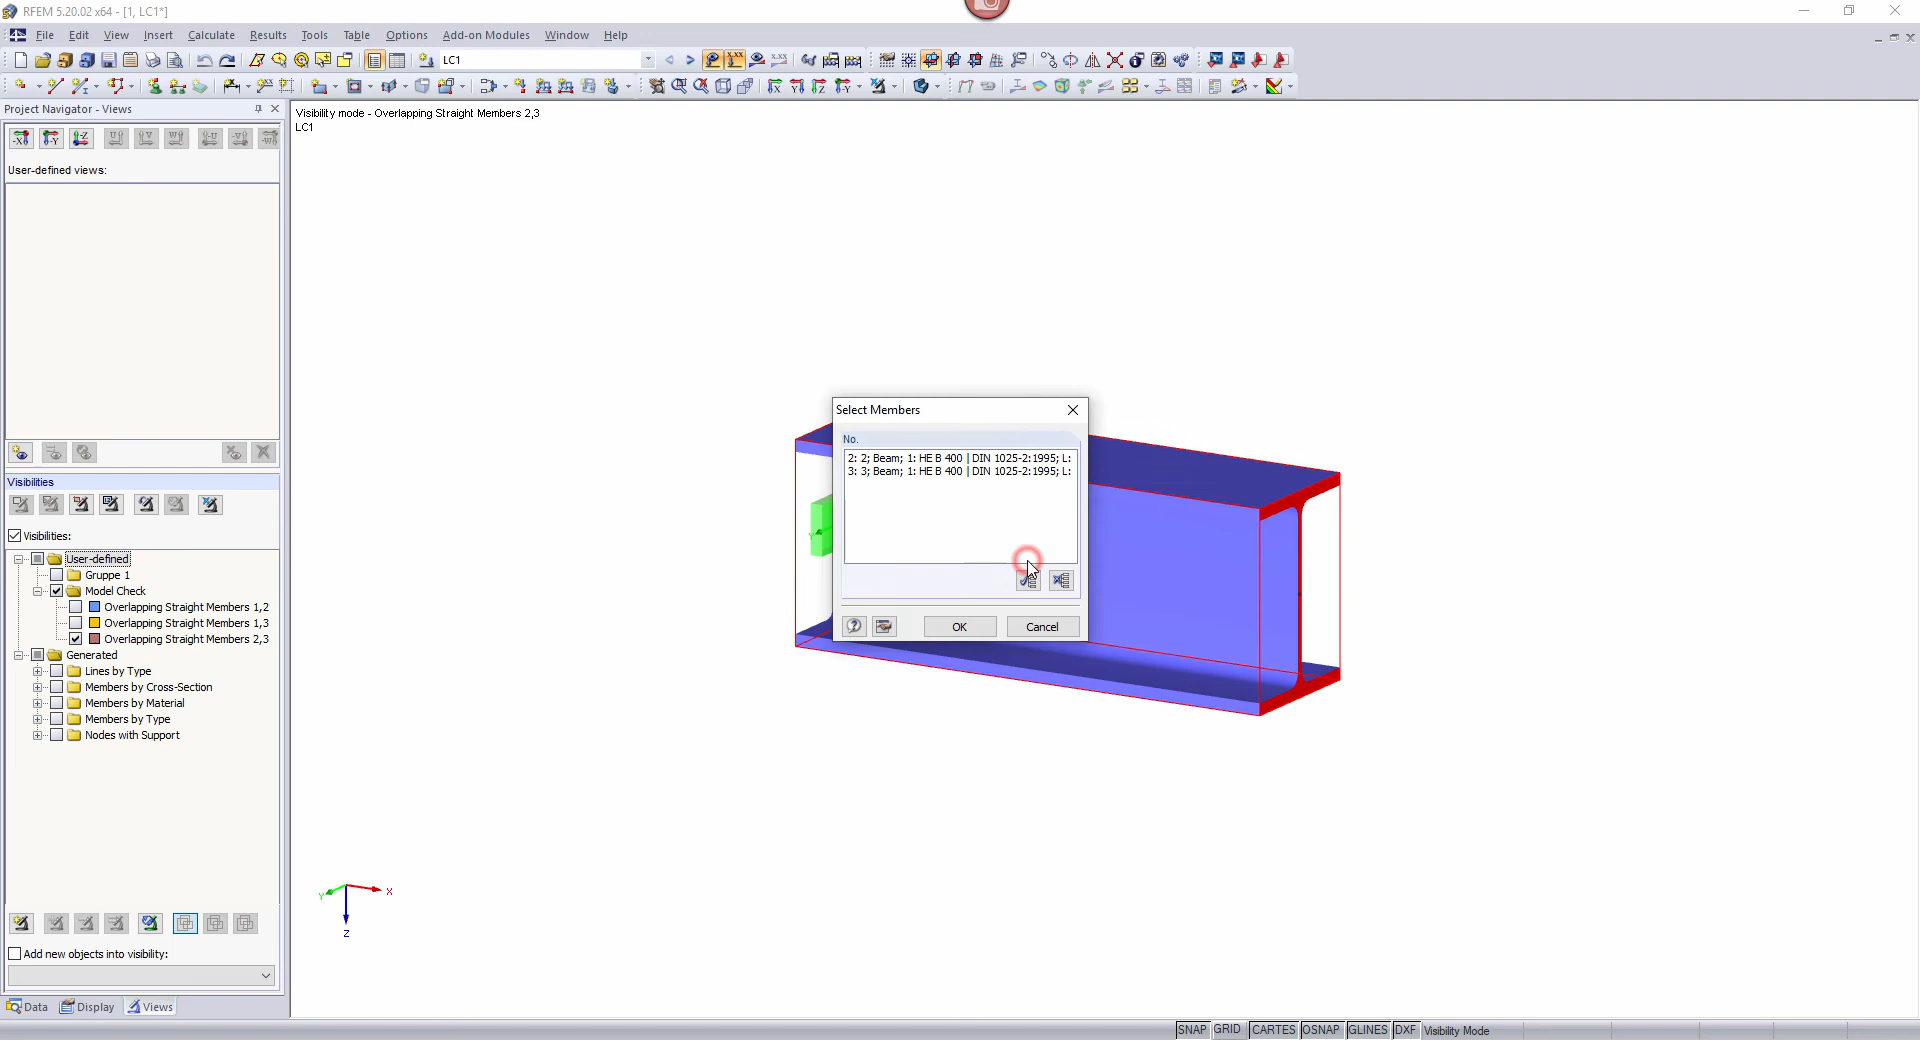 RFEM 5.20.02 x64 - [1, LC1*]
File Edit View Insert Calculate Results Tools Table Options Add-on Modules Window Help
LC1
Project Navigator - Views
Visibility mode - Overlapping Straight Members 2,3
LC1
-X -Y -Z U V W -U -V -W
User-defined views:
Select Members
No.
2: 2; Beam; 1: HE B 400 | DIN 1025-2:1995; L:
3: 3; Beam; 1: HE B 400 | DIN 1025-2:1995; L:
OK Cancel
Visibilities
Visibilities:
User-defined
Gruppe 1
Model Check
Overlapping Straight Members 1,2
Overlapping Straight Members 1,3
Overlapping Straight Members 2,3
Generated
Lines by Type
Members by Cross-Section
Members by Material
Members by Type
Nodes with Support
Y
Y X
Z
Add new objects into visibility:
Data Display Views
SNAP GRID CARTES OSNAP GLINES DXF Visibility Mode